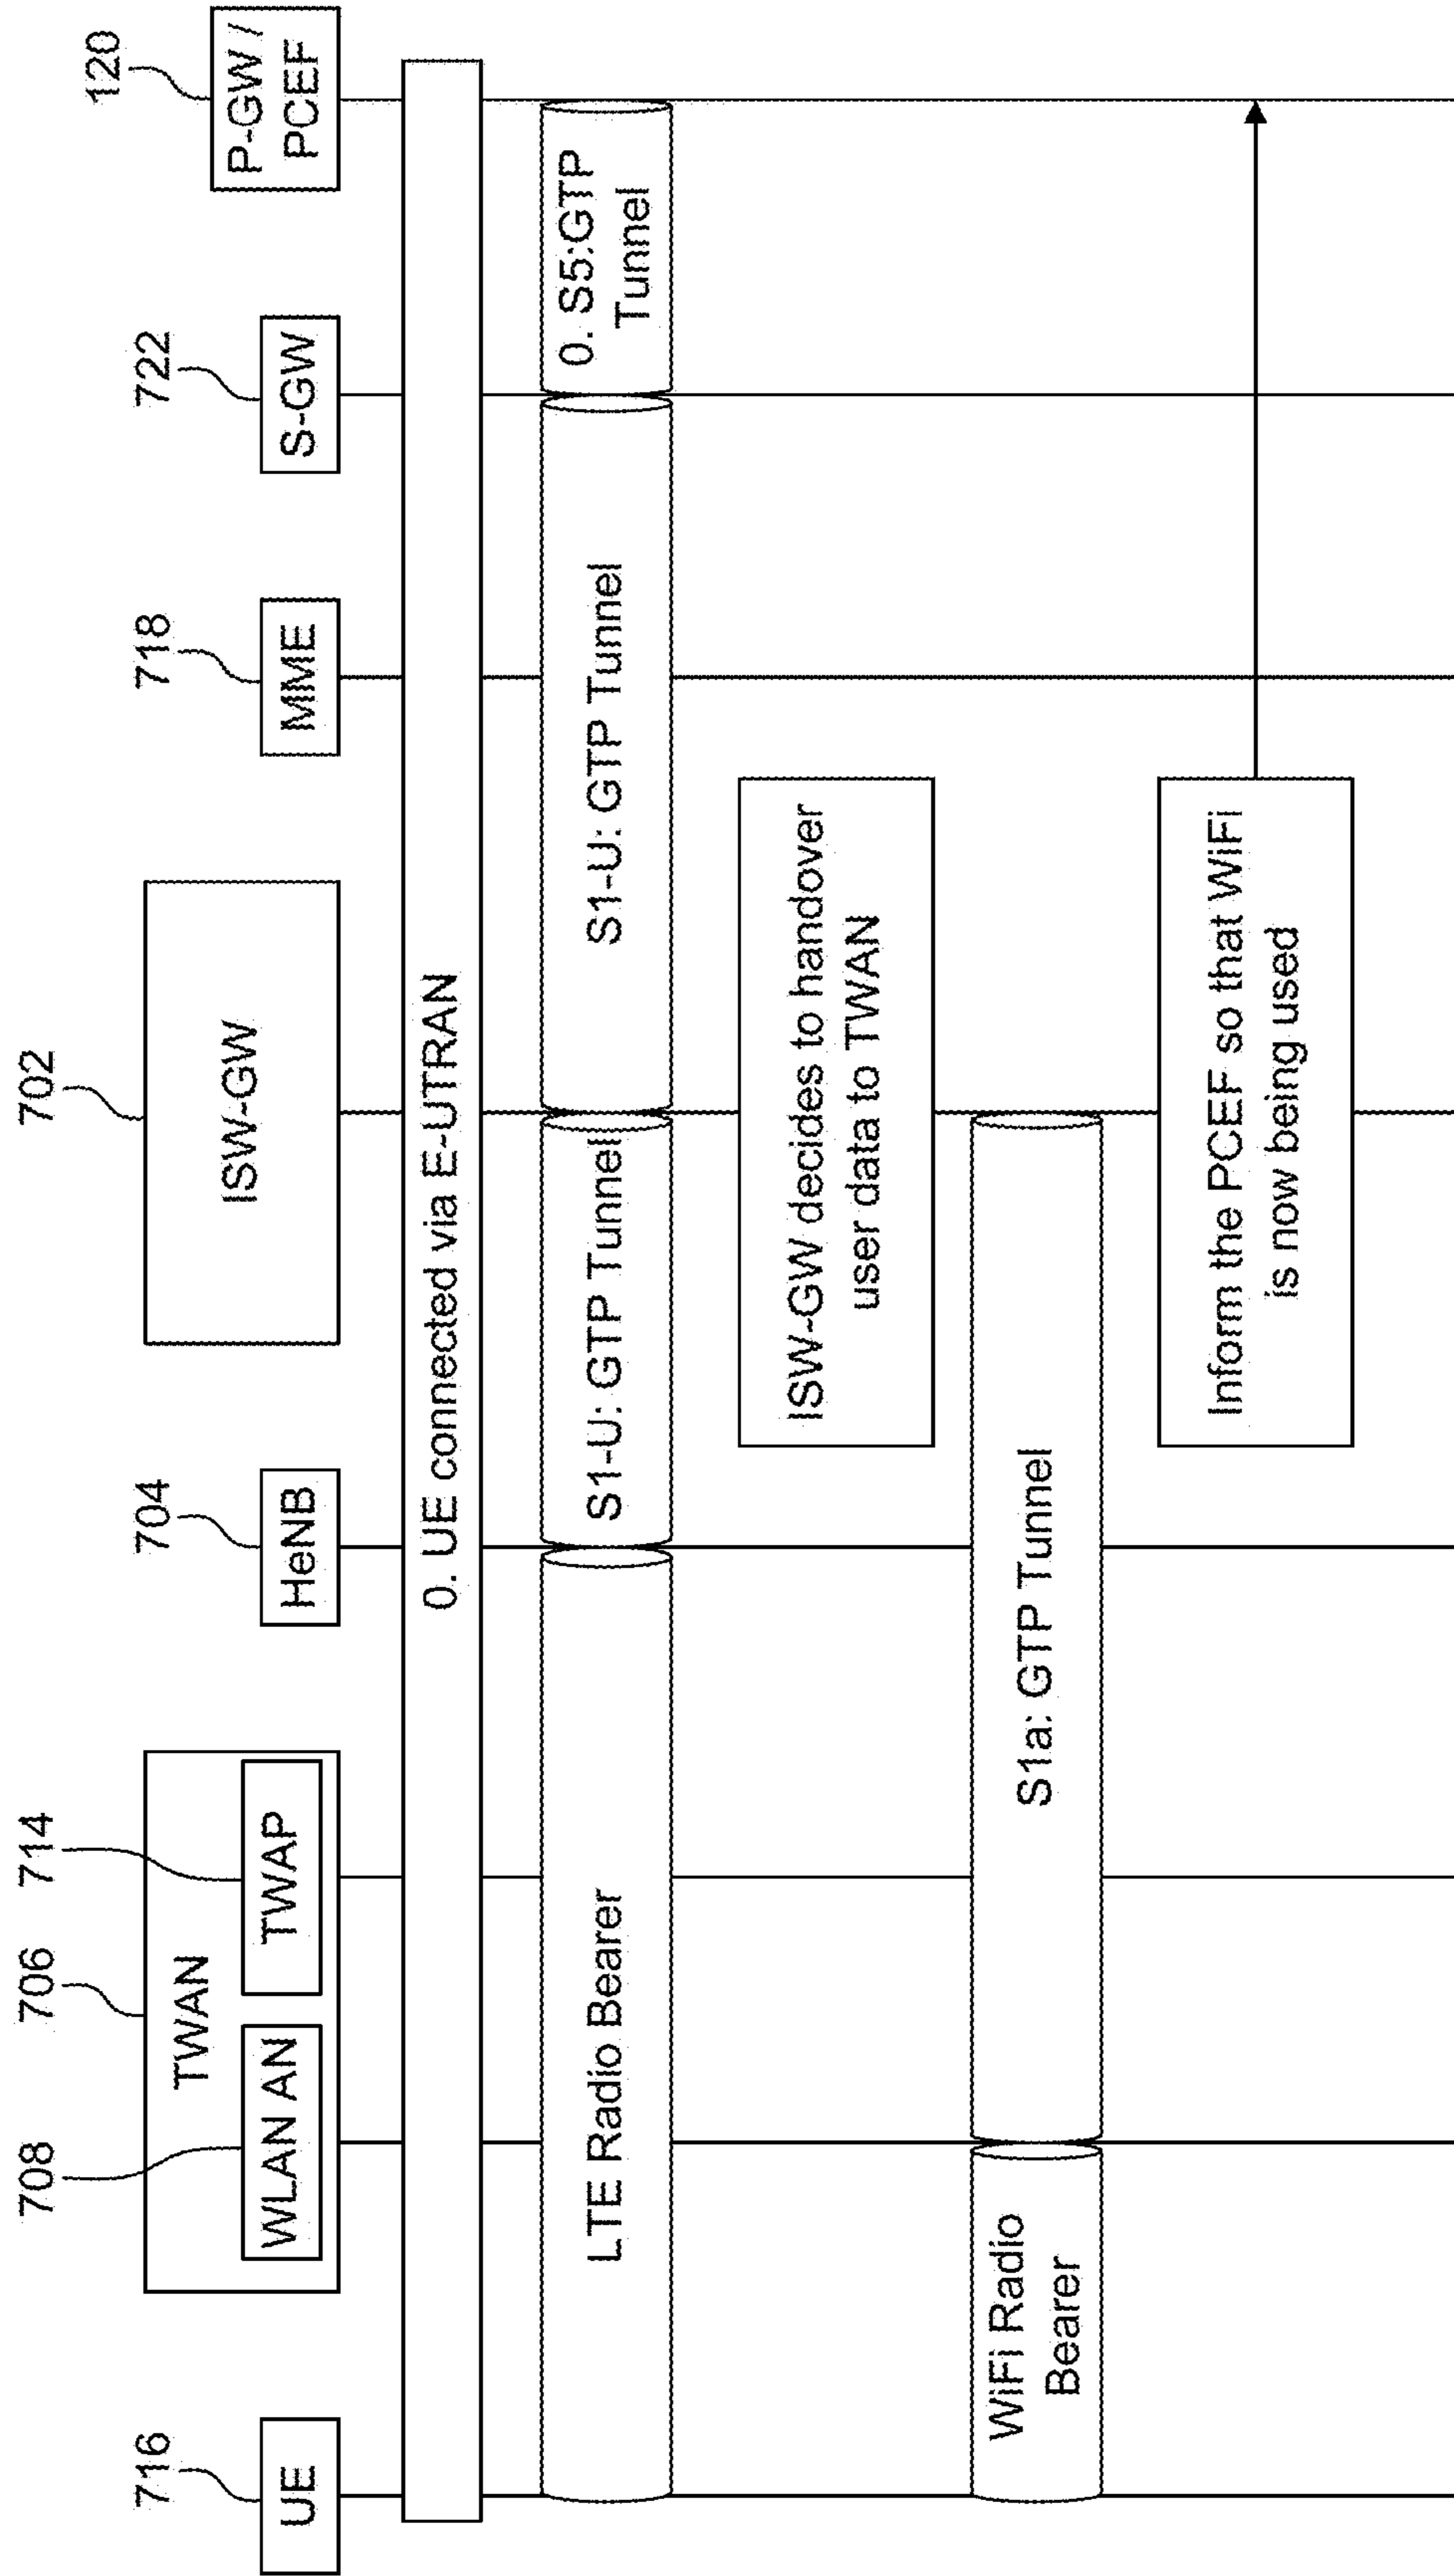 716
UE
708
706
714
TWAN
WLAN AN
TWAP
704
HeNB
702
ISW-GW
718
MME
722
S-GW
120
P-GW /
PCEF
0. UE connected via E-UTRAN
LTE Radio Bearer
S1-U: GTP Tunnel
S1-U: GTP Tunnel
0. S5:GTP
Tunnel
ISW-GW decides to handover
user data to TWAN
WiFi Radio
Bearer
S1a: GTP Tunnel
Inform the PCEF so that WiFi
is now being used